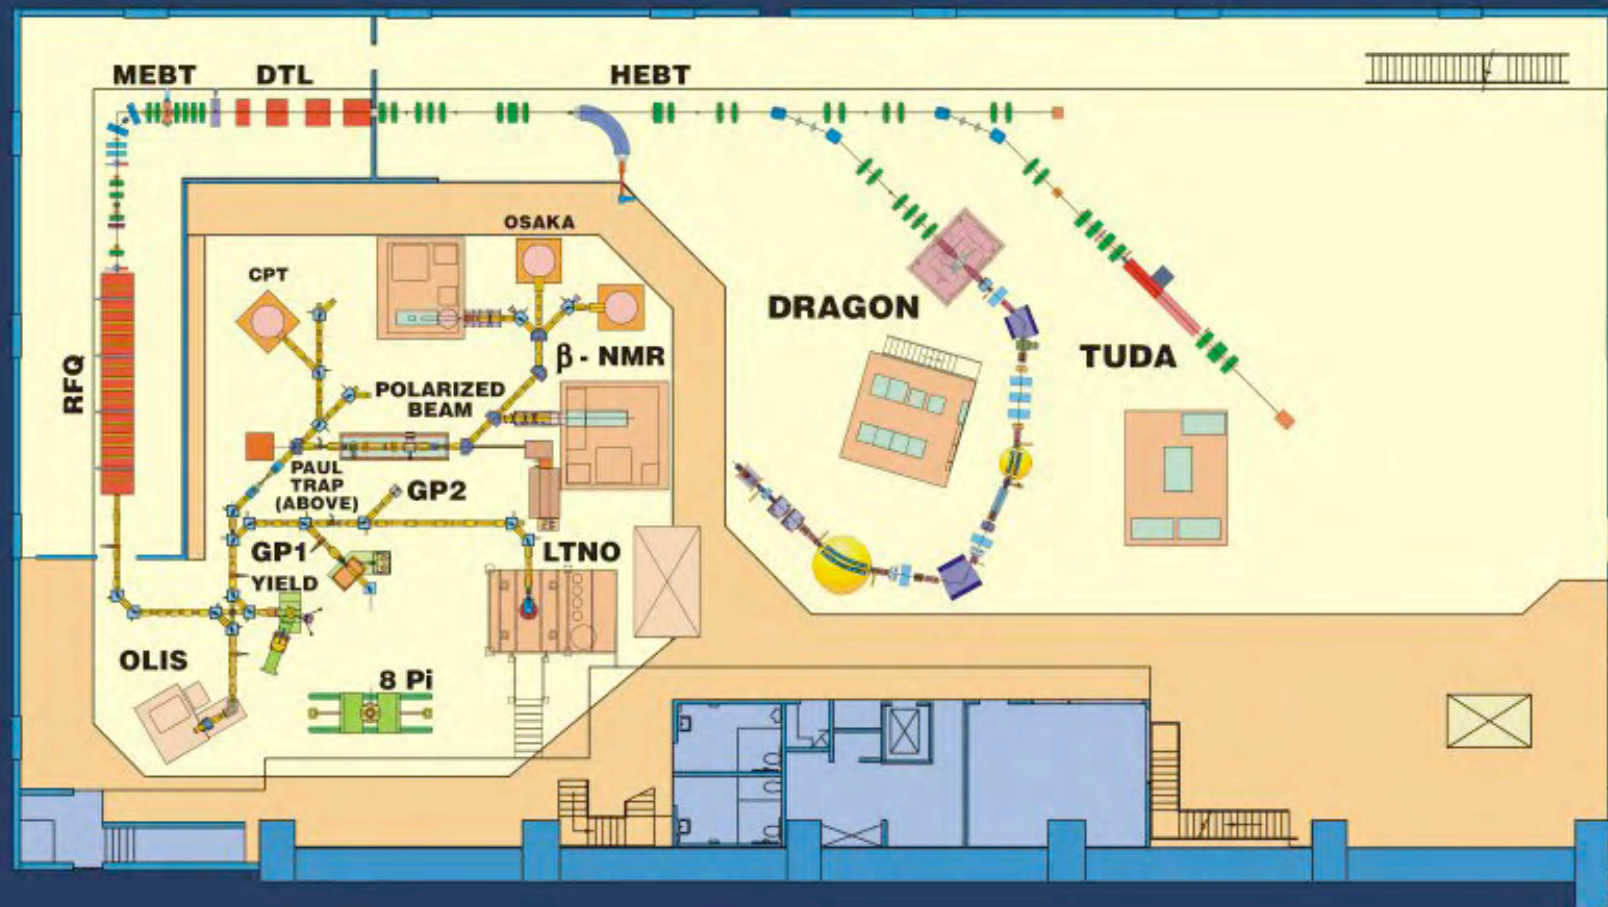 MEBT
DTL
HEBT
OSAKA
CPT
DRAGON
RFQ
β - NMR
TUDA
POLARIZED
BEAM
PAUL
TRAP
(ABOVE)
GP2
GP1
LTNO
YIELD
OLIS
8 Pi